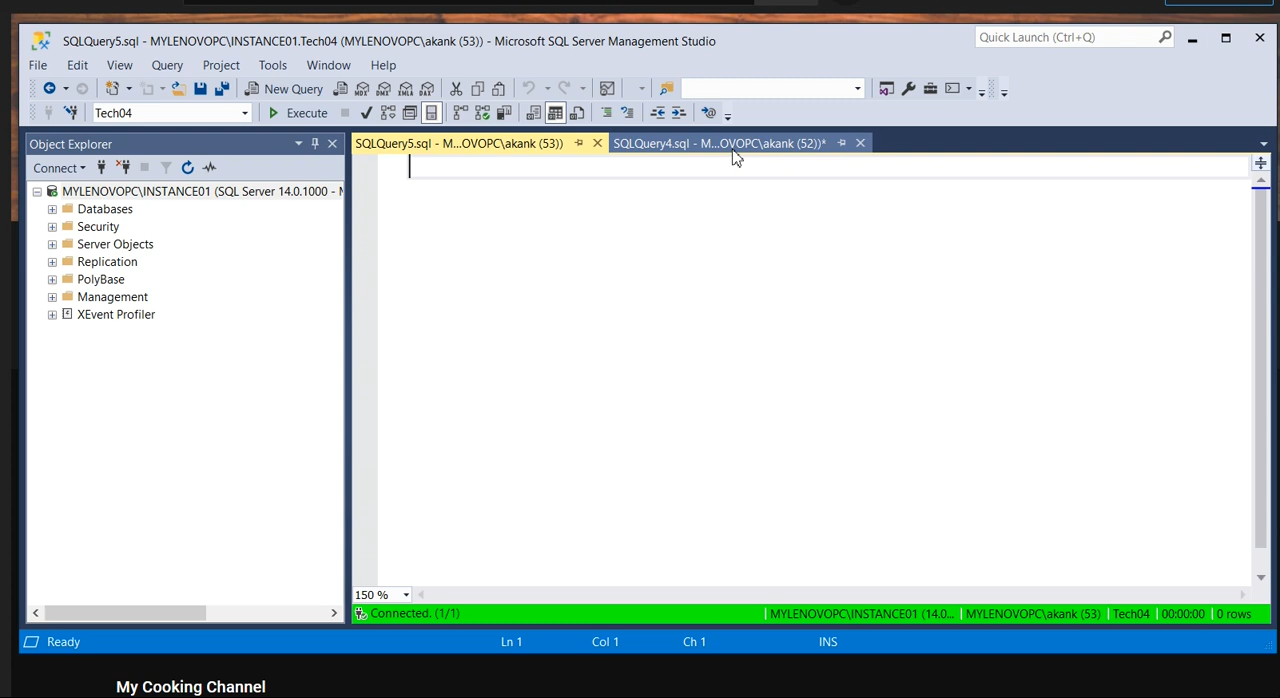 SQLQuery5.sql - MYLENOVOPC\INSTANCE01.Tech04 (MYLENOVOPC\akank (53)) - Microsoft SQL Server Management Studio
Quick Launch (Ctrl+Q)
File Edit View Query Project Tools Window Help
New Query MDX DMX XMLA DAX
Tech04 Execute
Object Explorer
SQLQuery5.sql - M...OVOPC\akank (53)) SQLQuery4.sql - M...OVOPC\akank (52))*
Connect
MYLENOVOPC\INSTANCE01 (SQL Server 14.0.1000 -
Databases
Security
Server Objects
Replication
PolyBase
Management
XEvent Profiler
150 %
Connected. (1/1) MYLENOVOPC\INSTANCE01 (14.0... MYLENOVOPC\akank (53) Tech04 00:00:00 0 rows
Ready Ln 1 Col 1 Ch 1 INS
My Cooking Channel